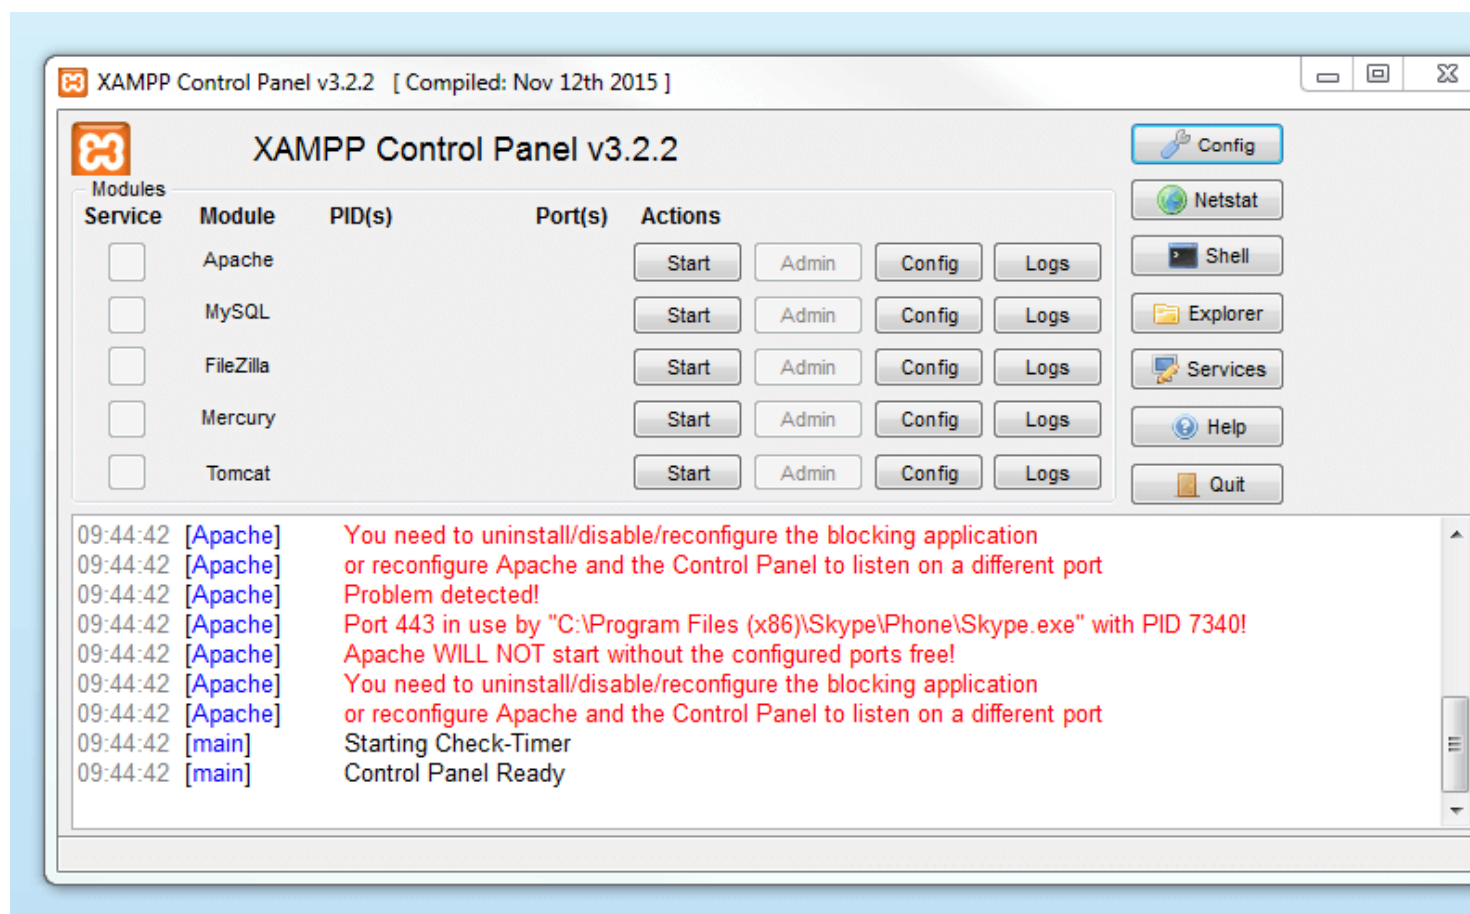 XAMPP Control Panel v3.2.2 [ Compiled: Nov 12th 2015 ]
XAMPP Control Panel v3.2.2
Config
Modules
Service Module PID(s) Port(s) Actions
Netstat
Apache Start Admin Config Logs
Shell
MySQL Start Admin Config Logs
Explorer
FileZilla Start Admin Config Logs
Services
Mercury Start Admin Config Logs
Help
Tomcat Start Admin Config Logs
Quit
09:44:42 [Apache] You need to uninstall/disable/reconfigure the blocking application
09:44:42 [Apache] or reconfigure Apache and the Control Panel to listen on a different port
09:44:42 [Apache] Problem detected!
09:44:42 [Apache] Port 443 in use by "C:\Program Files (x86)\Skype\Phone\Skype.exe" with PID 7340!
09:44:42 [Apache] Apache WILL NOT start without the configured ports free!
09:44:42 [Apache] You need to uninstall/disable/reconfigure the blocking application
09:44:42 [Apache] or reconfigure Apache and the Control Panel to listen on a different port
09:44:42 [main] Starting Check-Timer
09:44:42 [main] Control Panel Ready